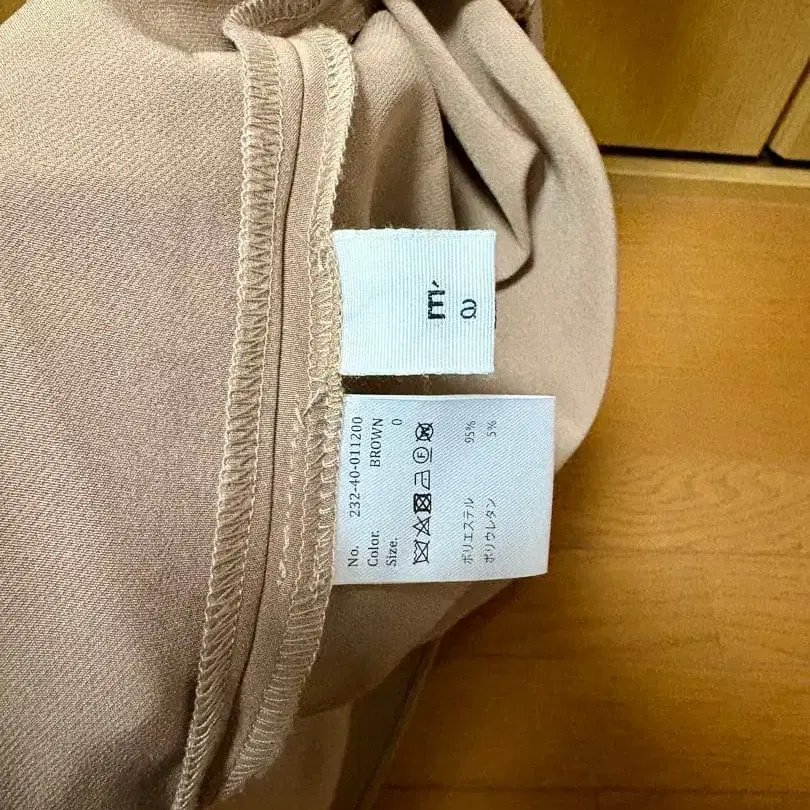 m'
a
No. 232-40-011200
Color. BROWN
Size. 0
F
ポリエステル 95%
ポリウレタン 5%